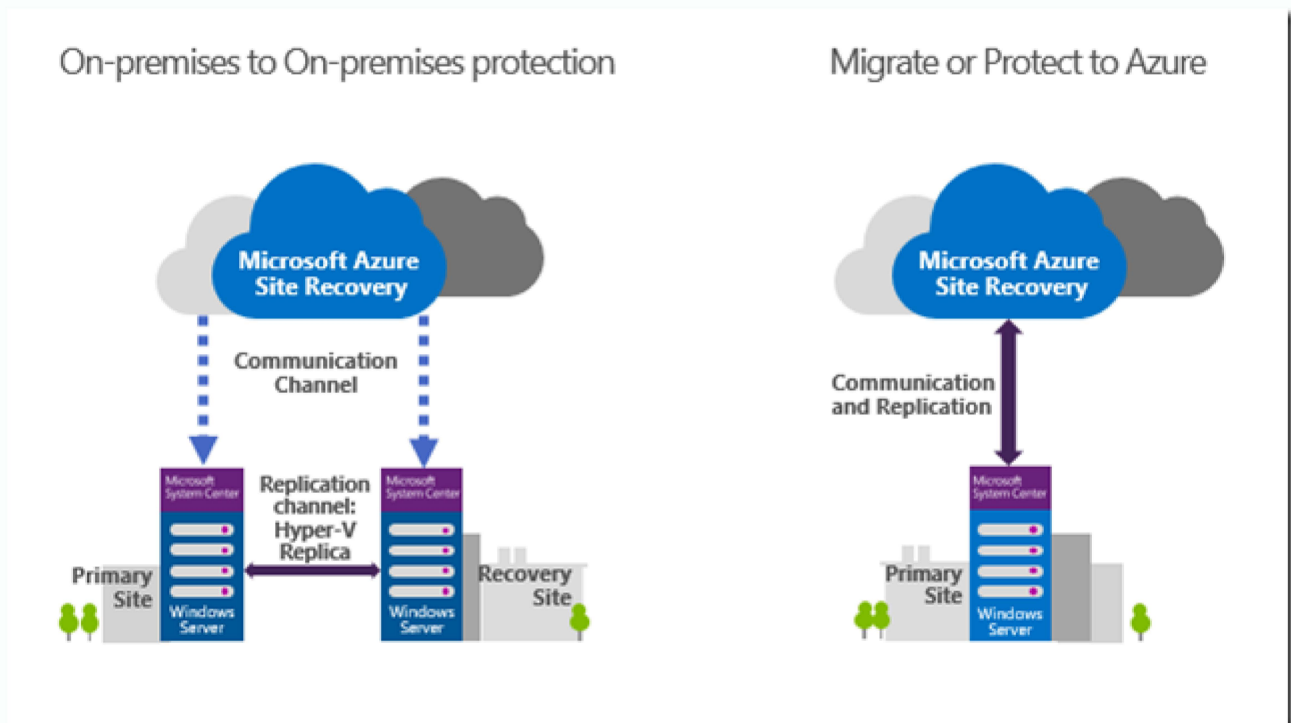 On-premises to On-premises protection
Microsoft Azure
Site Recovery
Communication
Channel
Microsoft
System Center
Replication
channel:
Hyper-V
Replica
Microsoft
System Center
Primary
Site
Windows
Server
Windows
Server
Recovery
Site
Migrate or Protect to Azure
Microsoft Azure
Site Recovery
Communication
and Replication
Microsoft
System Center
Primary
Site
Windows
Server